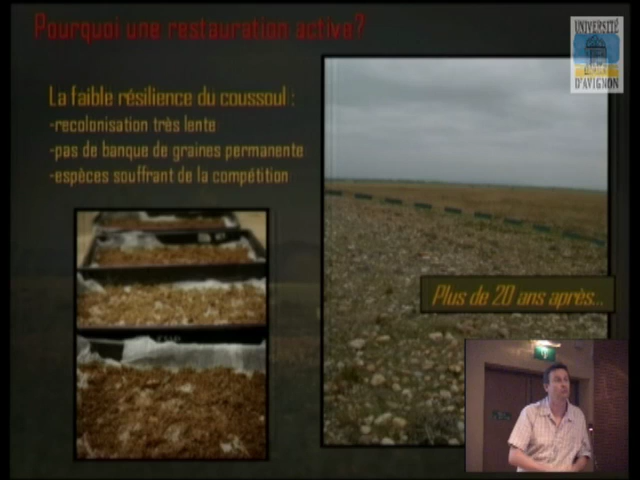 Pourquoi une restauration active?
UNIVERSITÉ
D'AVIGNON
La faible résilience du coussoul :
-recolonisation très lente
-pas de banque de graines permanente
-espèces souffrant de la compétition
Plus de 20 ans après...